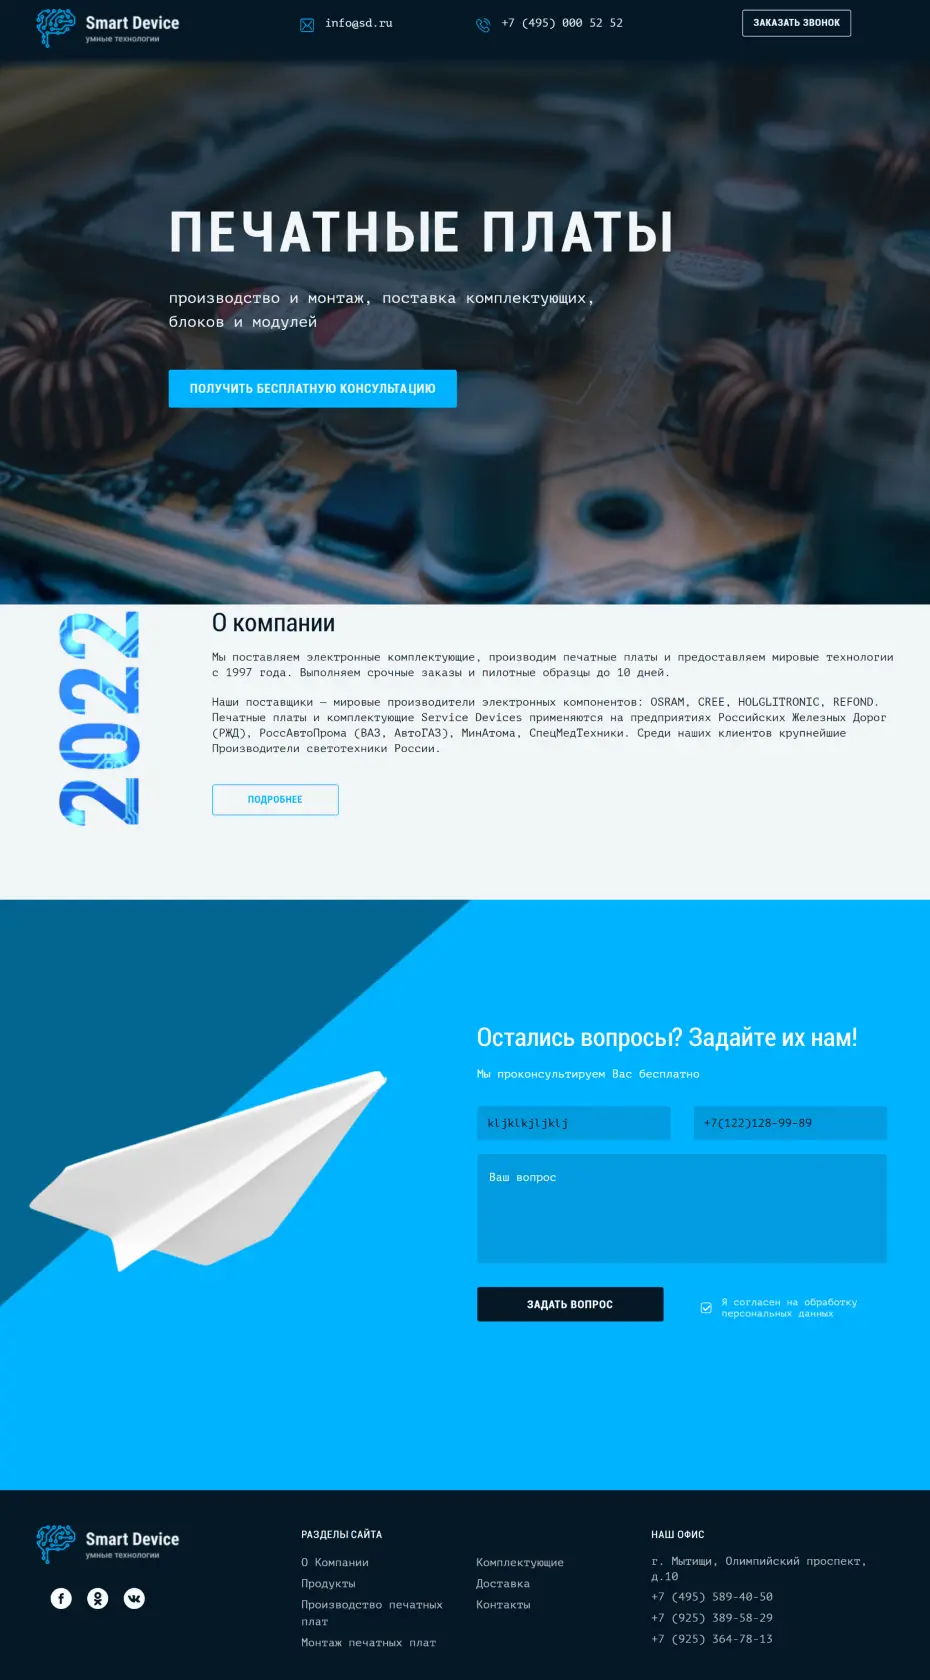 Smart Device
умные технологии
info@sd.ru
+7 (495) 000 52 52
ЗАКАЗАТЬ ЗВОНОК
ПЕЧАТНЫЕ ПЛАТЫ
производство и монтаж, поставка комплектующих,
блоков и модулей
ПОЛУЧИТЬ БЕСПЛАТНУЮ КОНСУЛЬТАЦИЮ
2022
О компании
Мы поставляем электронные комплектующие, производим печатные платы и предоставляем мировые технологии
с 1997 года. Выполняем срочные заказы и пилотные образцы до 10 дней.
Наши поставщики – мировые производители электронных компонентов: OSRAM, CREE, HOLGLITRONIC, REFOND.
Печатные платы и комплектующие Service Devices применяются на предприятиях Российских Железных Дорог
(РЖД), РоссАвтоПрома (ВАЗ, АвтоГАЗ), МинАтома, СпецМедТехники. Среди наших клиентов крупнейшие
Производители светотехники России.
ПОДРОБНЕЕ
Остались вопросы? Задайте их нам!
Мы проконсультируем Вас бесплатно
kljklkjljklj
+7(122)128-99-89
Ваш вопрос
ЗАДАТЬ ВОПРОС
Я согласен на обработку
персональных данных
Smart Device
умные технологии
РАЗДЕЛЫ САЙТА
О Компании
Продукты
Производство печатных
плат
Монтаж печатных плат
Комплектующие
Доставка
Контакты
НАШ ОФИС
г. Мытищи, Олимпийский проспект,
д.10
+7 (495) 589-40-50
+7 (925) 389-58-29
+7 (925) 364-78-13